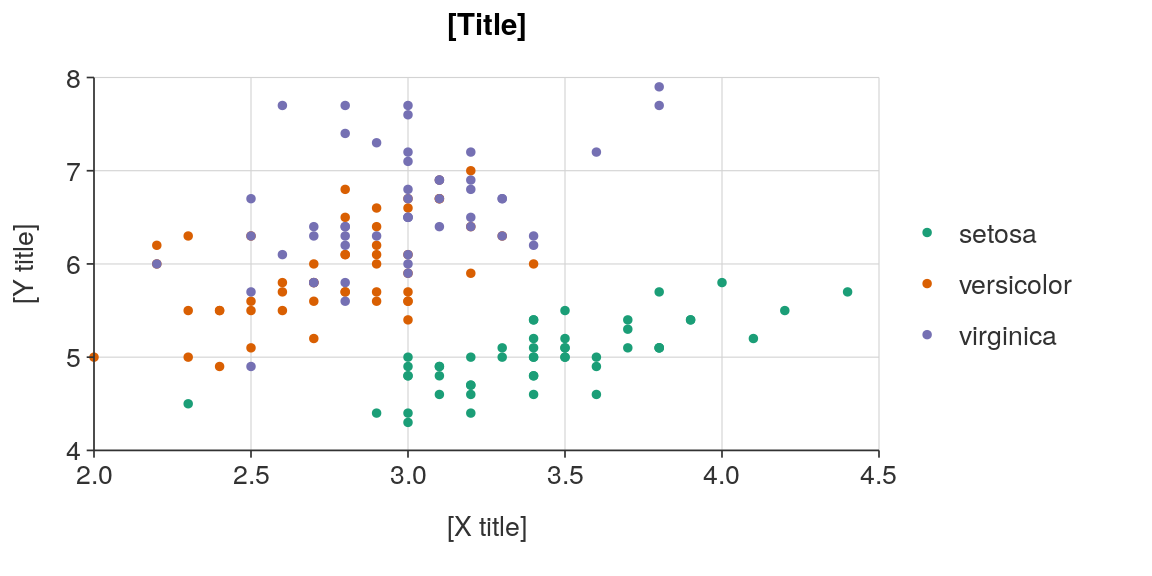 [Title]
[Y title]
8
7
6
5
4
2.0 2.5 3.0 3.5 4.0 4.5
[X title]
setosa
versicolor
virginica